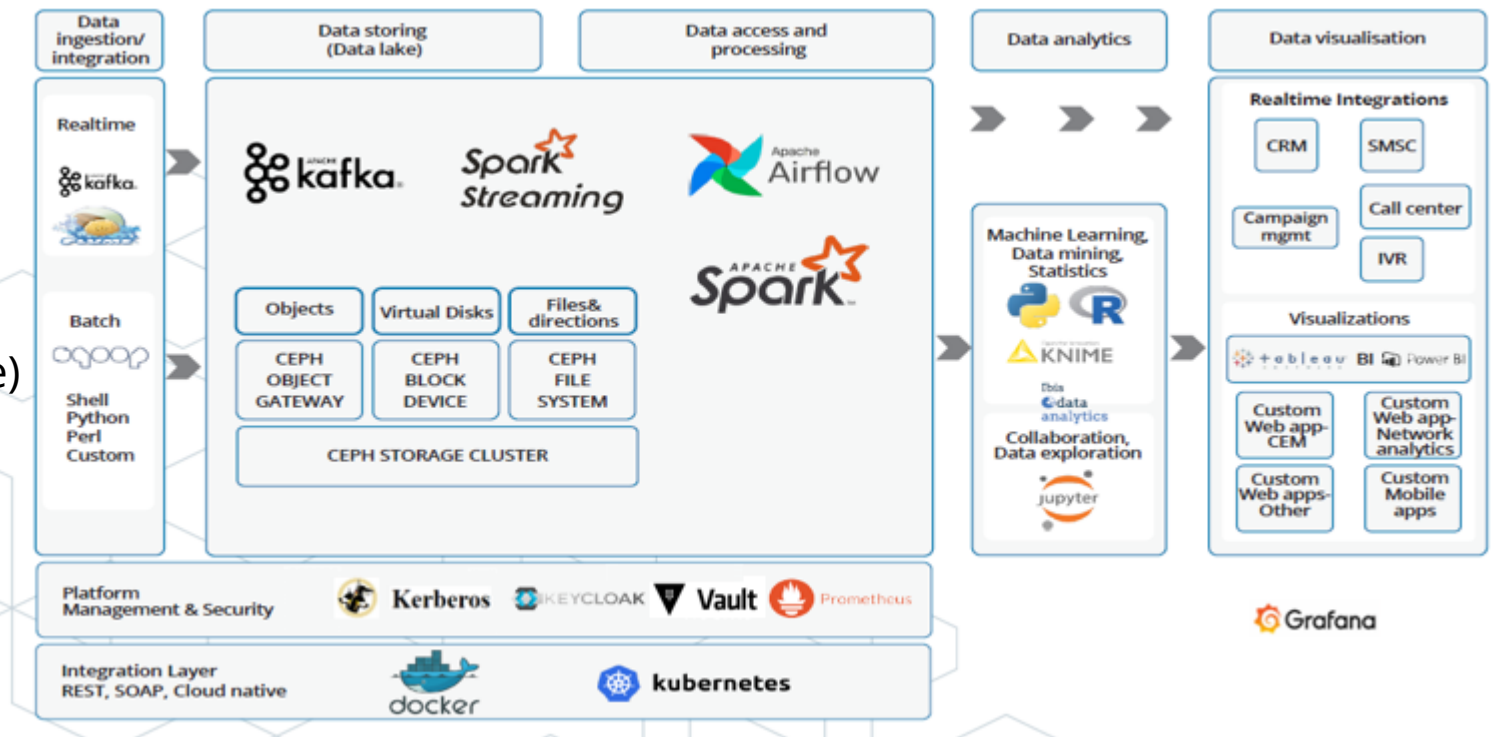 Data
ingestion/
integration
Data storing
(Data lake)
Data access and
processing
Data analytics
Data visualisation
Realtime
kafka.
Batch
sqoop
Shell
Python
Perl
Custom
e)
APACHE
kafka.
Spark
Streaming
Apache
Airflow
APACHE
Spark™
Objects
Virtual Disks
Files&
directions
CEPH
OBJECT
GATEWAY
CEPH
BLOCK
DEVICE
CEPH
FILE
SYSTEM
CEPH STORAGE CLUSTER
Machine Learning,
Data mining,
Statistics
R
KNIME
Ibis
data
analytics
Collaboration,
Data exploration
jupyter
Realtime Integrations
CRM
SMSC
Campaign
mgmt
Call center
IVR
Visualizations
+ableau BI Power BI
Custom
Web app-
CEM
Custom
Web app-
Network
analytics
Custom
Web apps-
Other
Custom
Mobile
apps
Platform
Management & Security
Kerberos
KEYCLOAK
Vault
Prometheus
Integration Layer
REST, SOAP, Cloud native
docker
kubernetes
Grafana